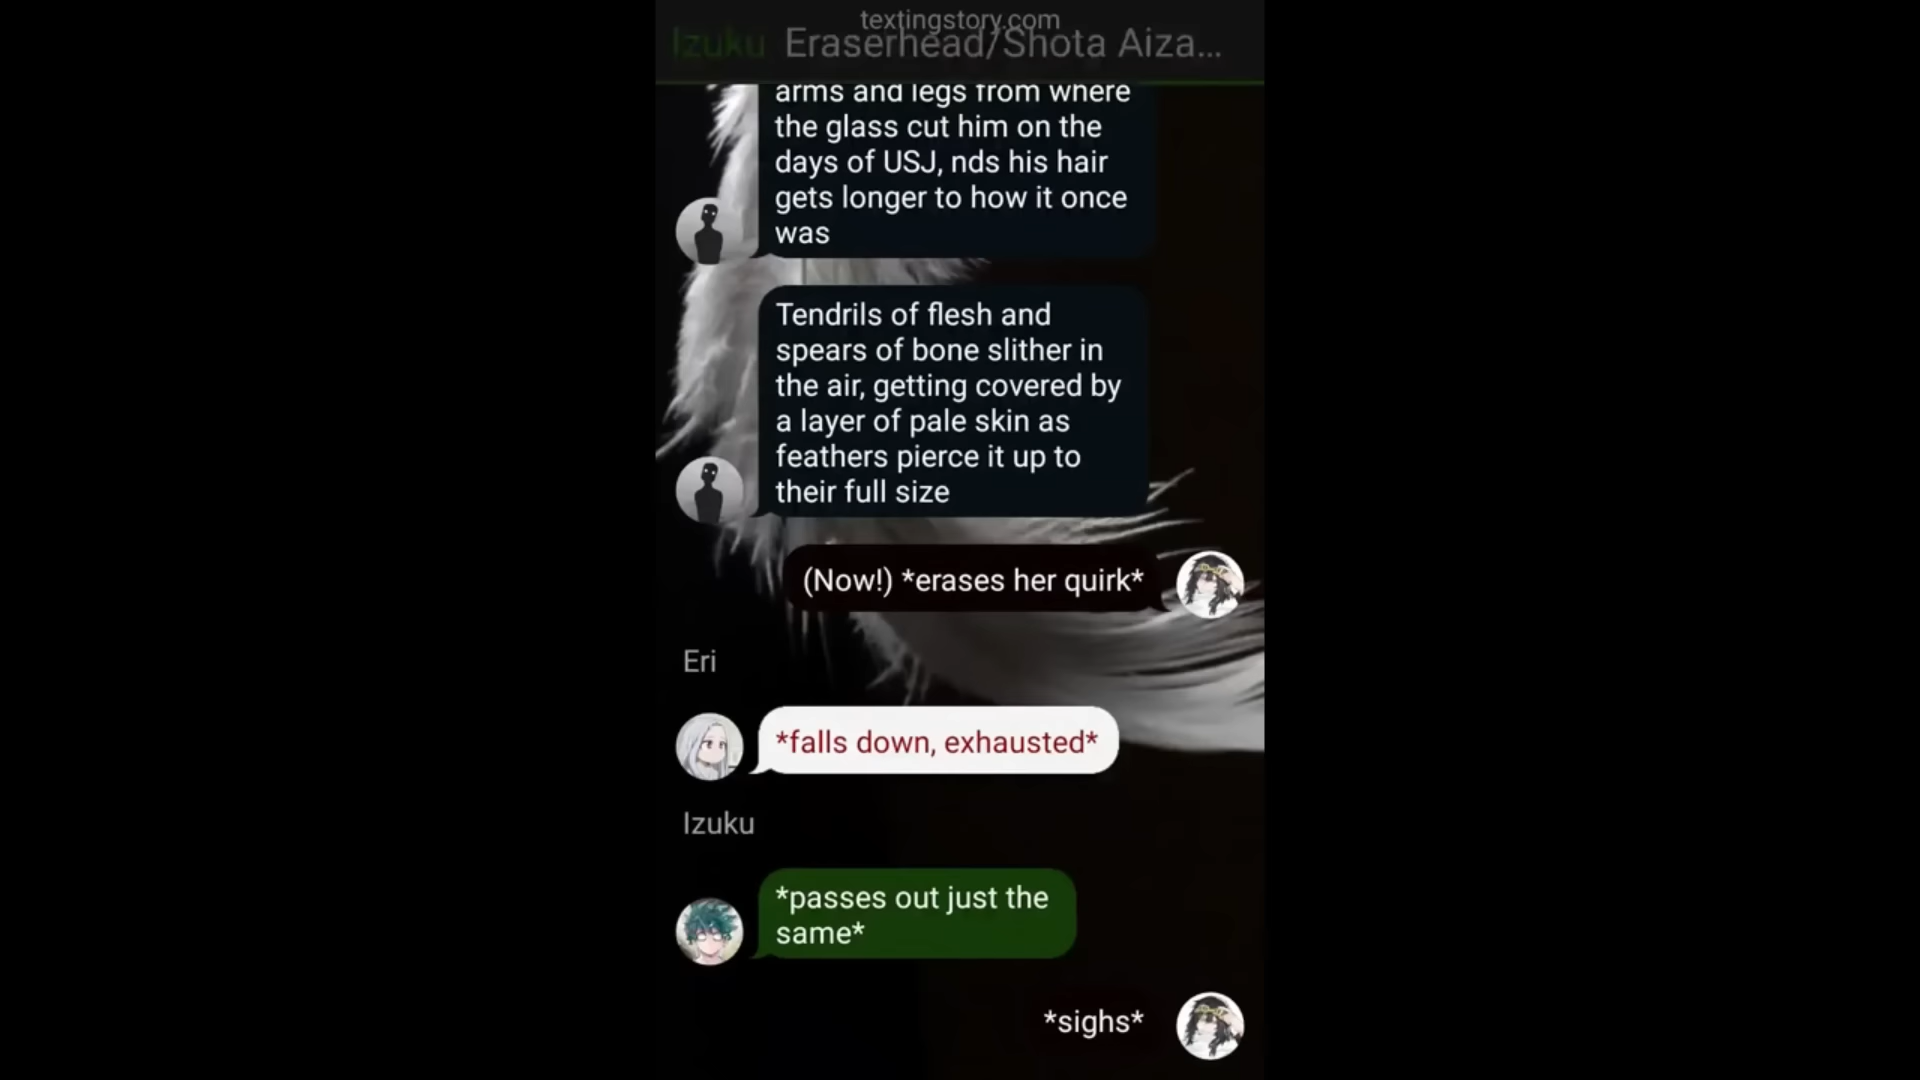 textingstory.com
Izuku Eraserhead/Shota Aiza...
arms and legs from where
the glass cut him on the
days of USJ, nds his hair
gets longer to how it once
was
Tendrils of flesh and
spears of bone slither in
the air, getting covered by
a layer of pale skin as
feathers pierce it up to
their full size
(Now!) *erases her quirk*
Eri
*falls down, exhausted*
Izuku
*passes out just the
same*
*sighs*